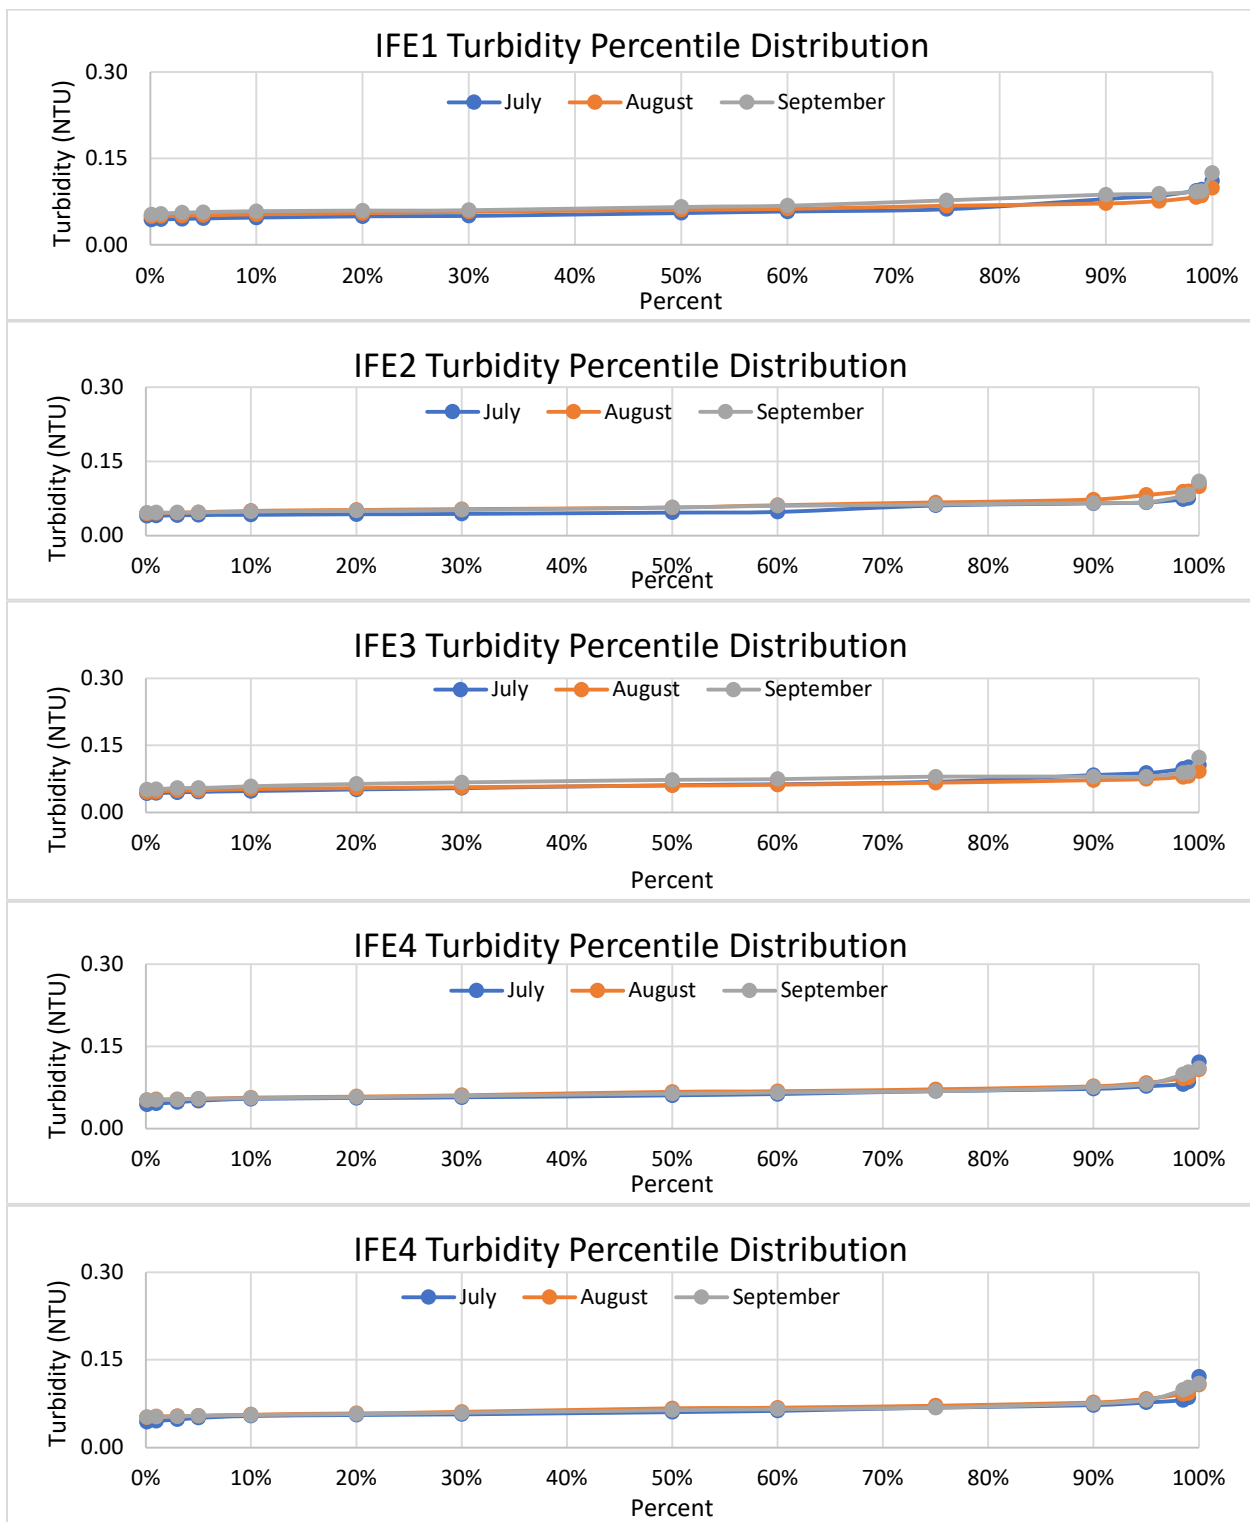 IFE1 Turbidity Percentile Distribution
Turbidity (NTU)
0.30
0.15
0.00
July August September
0% 10% 20% 30% 40% 50% 60% 70% 80% 90% 100%
Percent
IFE2 Turbidity Percentile Distribution
Turbidity (NTU)
0.30
0.15
0.00
July August September
0% 10% 20% 30% 40% 50% 60% 70% 80% 90% 100%
Percent
IFE3 Turbidity Percentile Distribution
Turbidity (NTU)
0.30
0.15
0.00
July August September
0% 10% 20% 30% 40% 50% 60% 70% 80% 90% 100%
Percent
IFE4 Turbidity Percentile Distribution
Turbidity (NTU)
0.30
0.15
0.00
July August September
0% 10% 20% 30% 40% 50% 60% 70% 80% 90% 100%
Percent
IFE4 Turbidity Percentile Distribution
Turbidity (NTU)
0.30
0.15
0.00
July August September
0% 10% 20% 30% 40% 50% 60% 70% 80% 90% 100%
Percent